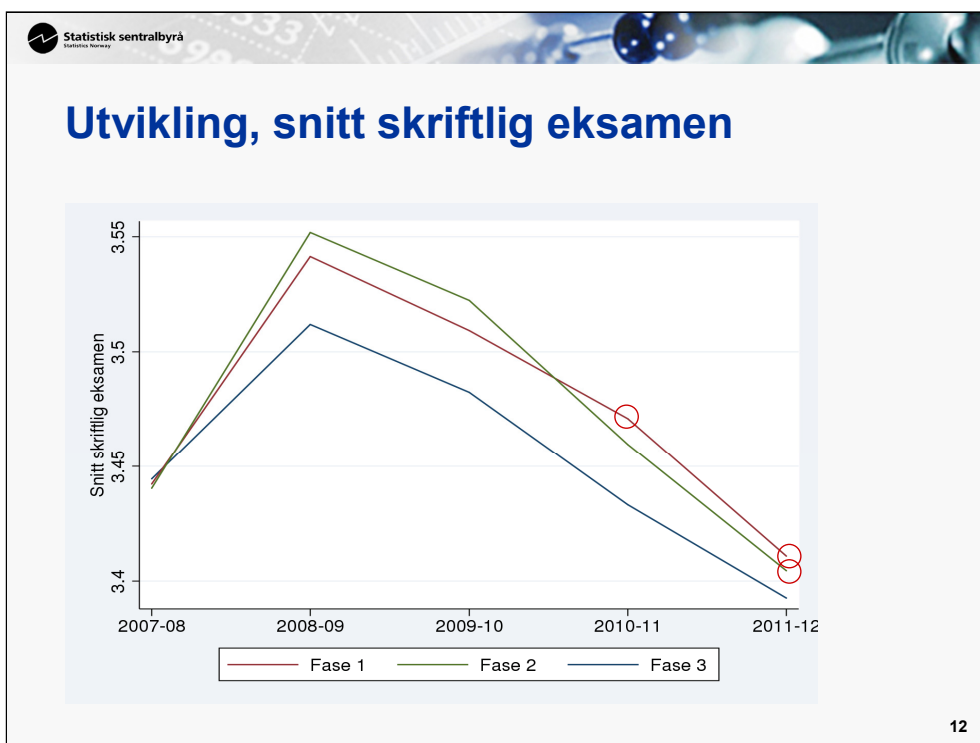 Statistisk sentralbyrå
Statistics Norway
Utvikling, snitt skriftlig eksamen
Snitt skriftlig eksamen
3.55
3.5
3.45
3.4
2007-08 2008-09 2009-10 2010-11 2011-12
Fase 1 Fase 2 Fase 3
12